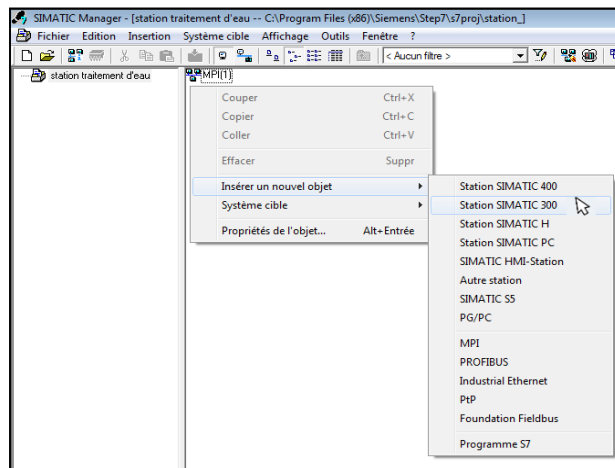 SIMATIC Manager - [station traitement d'eau -- C:\Program Files (x86)\Siemens\Step7\s7proj\station_]
Fichier Edition Insertion Système cible Affichage Outils Fenêtre ?
< Aucun filtre >
station traitement d'eau
MPI(1)
Couper Ctrl+X
Copier Ctrl+C
Coller Ctrl+V
Effacer Suppr
Insérer un nouvel objet
Système cible
Propriétés de l'objet... Alt+Entrée
Station SIMATIC 400
Station SIMATIC 300
Station SIMATIC H
Station SIMATIC PC
SIMATIC HMI-Station
Autre station
SIMATIC S5
PG/PC
MPI
PROFIBUS
Industrial Ethernet
PtP
Foundation Fieldbus
Programme S7